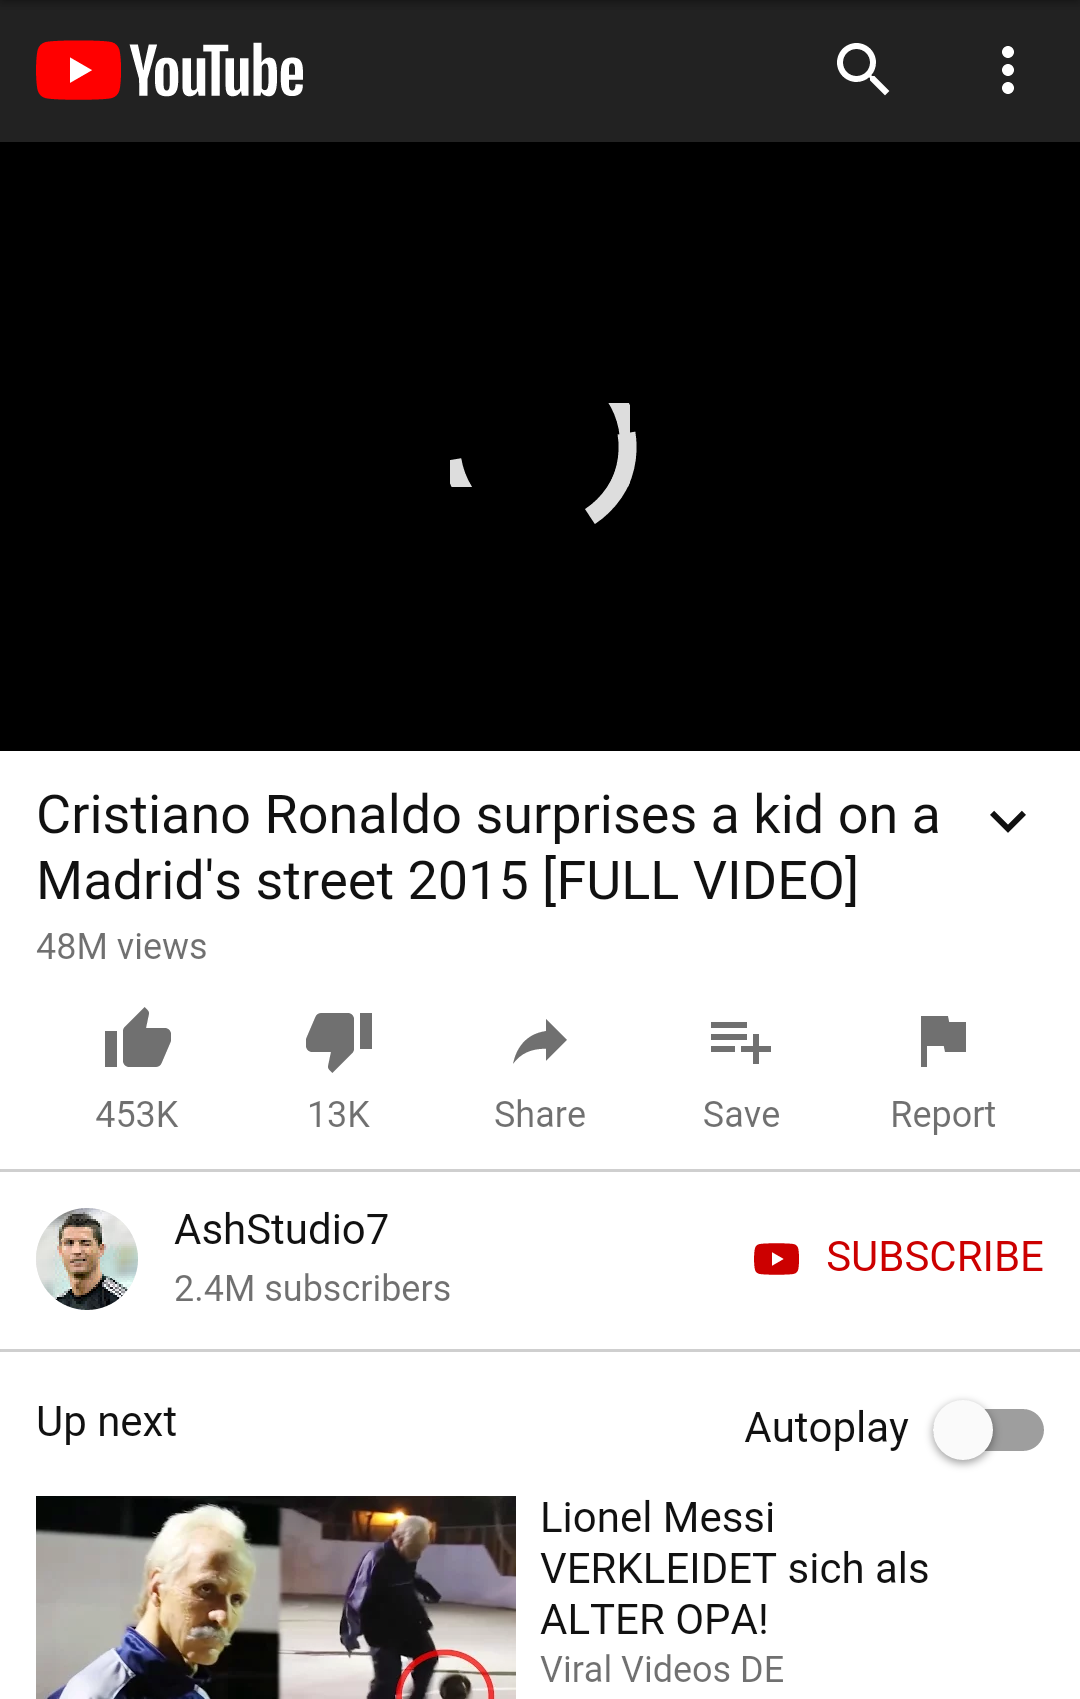 YouTube
Cristiano Ronaldo surprises a kid on a
Madrid's street 2015 [FULL VIDEO]
48M views
453K
13K
Share
Save
Report
AshStudio7
2.4M subscribers
SUBSCRIBE
Up next
Autoplay
Lionel Messi
VERKLEIDET sich als
ALTER OPA!
Viral Videos DE